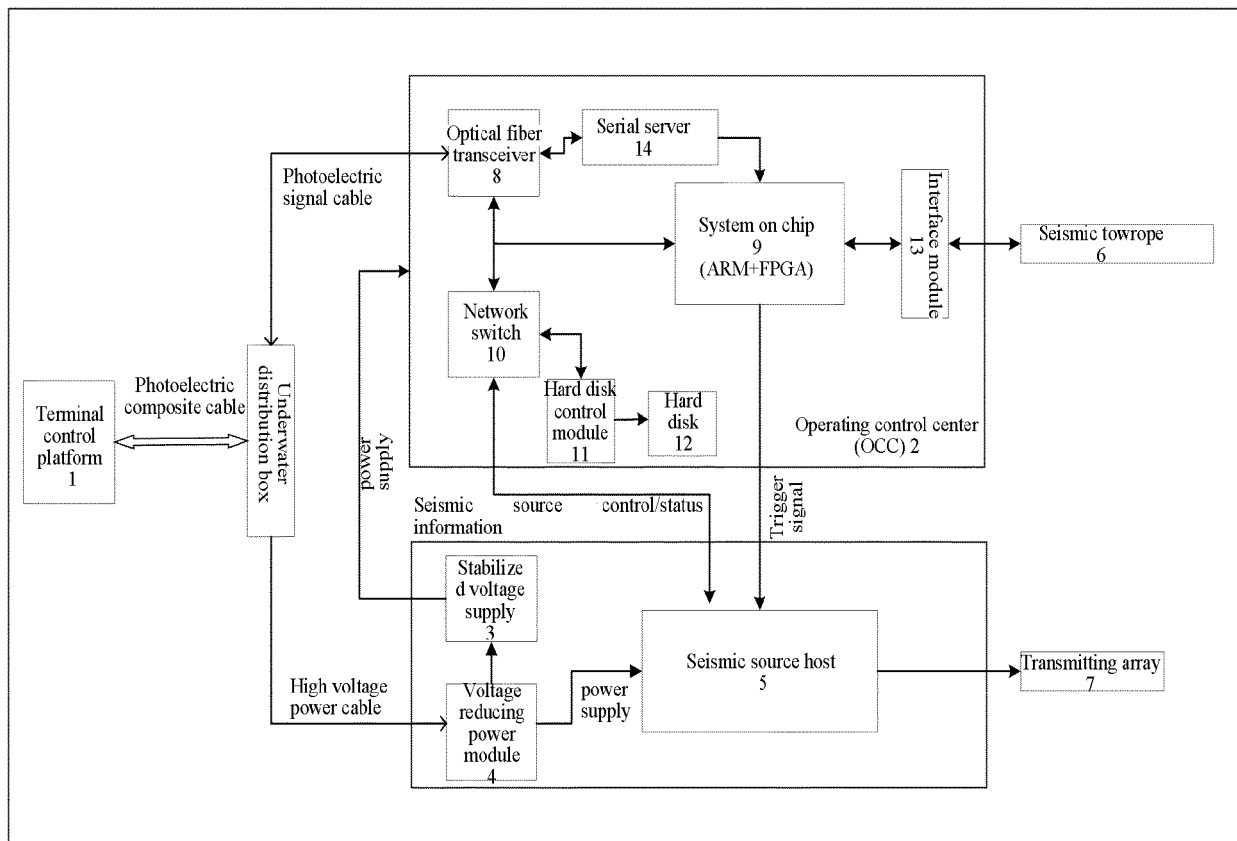 Optical fiber
transceiver
8
Serial server
14
Photoelectric
signal cable
System on chip
9
(ARM+FPGA)
Interface module
13
Seismic towrope
6
Network
switch
10
Terminal
control
platform
1
Photoelectric
composite cable
Underwater
distribution box
power
supply
Hard disk
control
module
11
Hard
disk
12
Operating control center
(OCC) 2
Seismic source control/status
information
Trigger
signal
Stabilize
d voltage
supply
3
Seismic source host
5
Transmitting array
7
High voltage
power cable
Voltage
reducing
power
module
4
power
supply